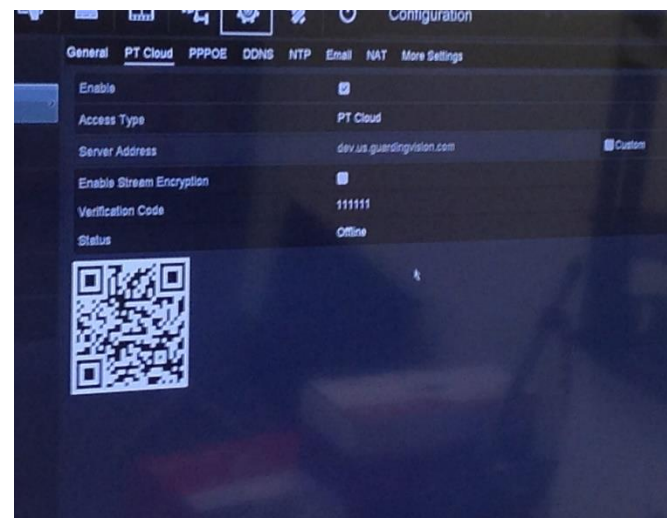 Configuration
General PT Cloud PPPOE DDNS NTP Email NAT More Settings
Enable
Access Type PT Cloud
Server Address dev.us.guardingvision.com Custom
Enable Stream Encryption
Verification Code 111111
Status Offline